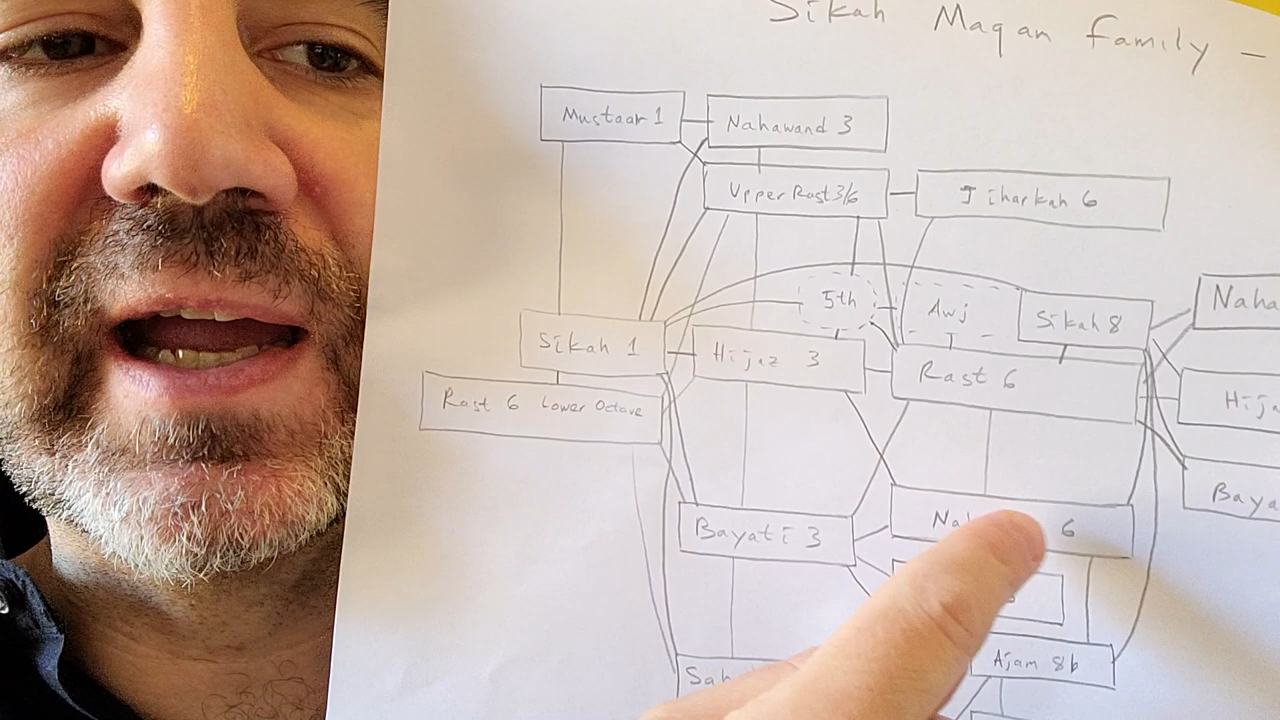 Sikah Maqam Family -
Mustaar 1
Nahawand 3
Upper Rast 3/6
Jiharkah 6
5th
Awj
Sikah 8
Sikah 1
Hijaz 3
Rast 6
Rast 6 Lower Octave
Naha
Hija
Baya
Bayati 3
Na 6
Ajam 8b
Sah